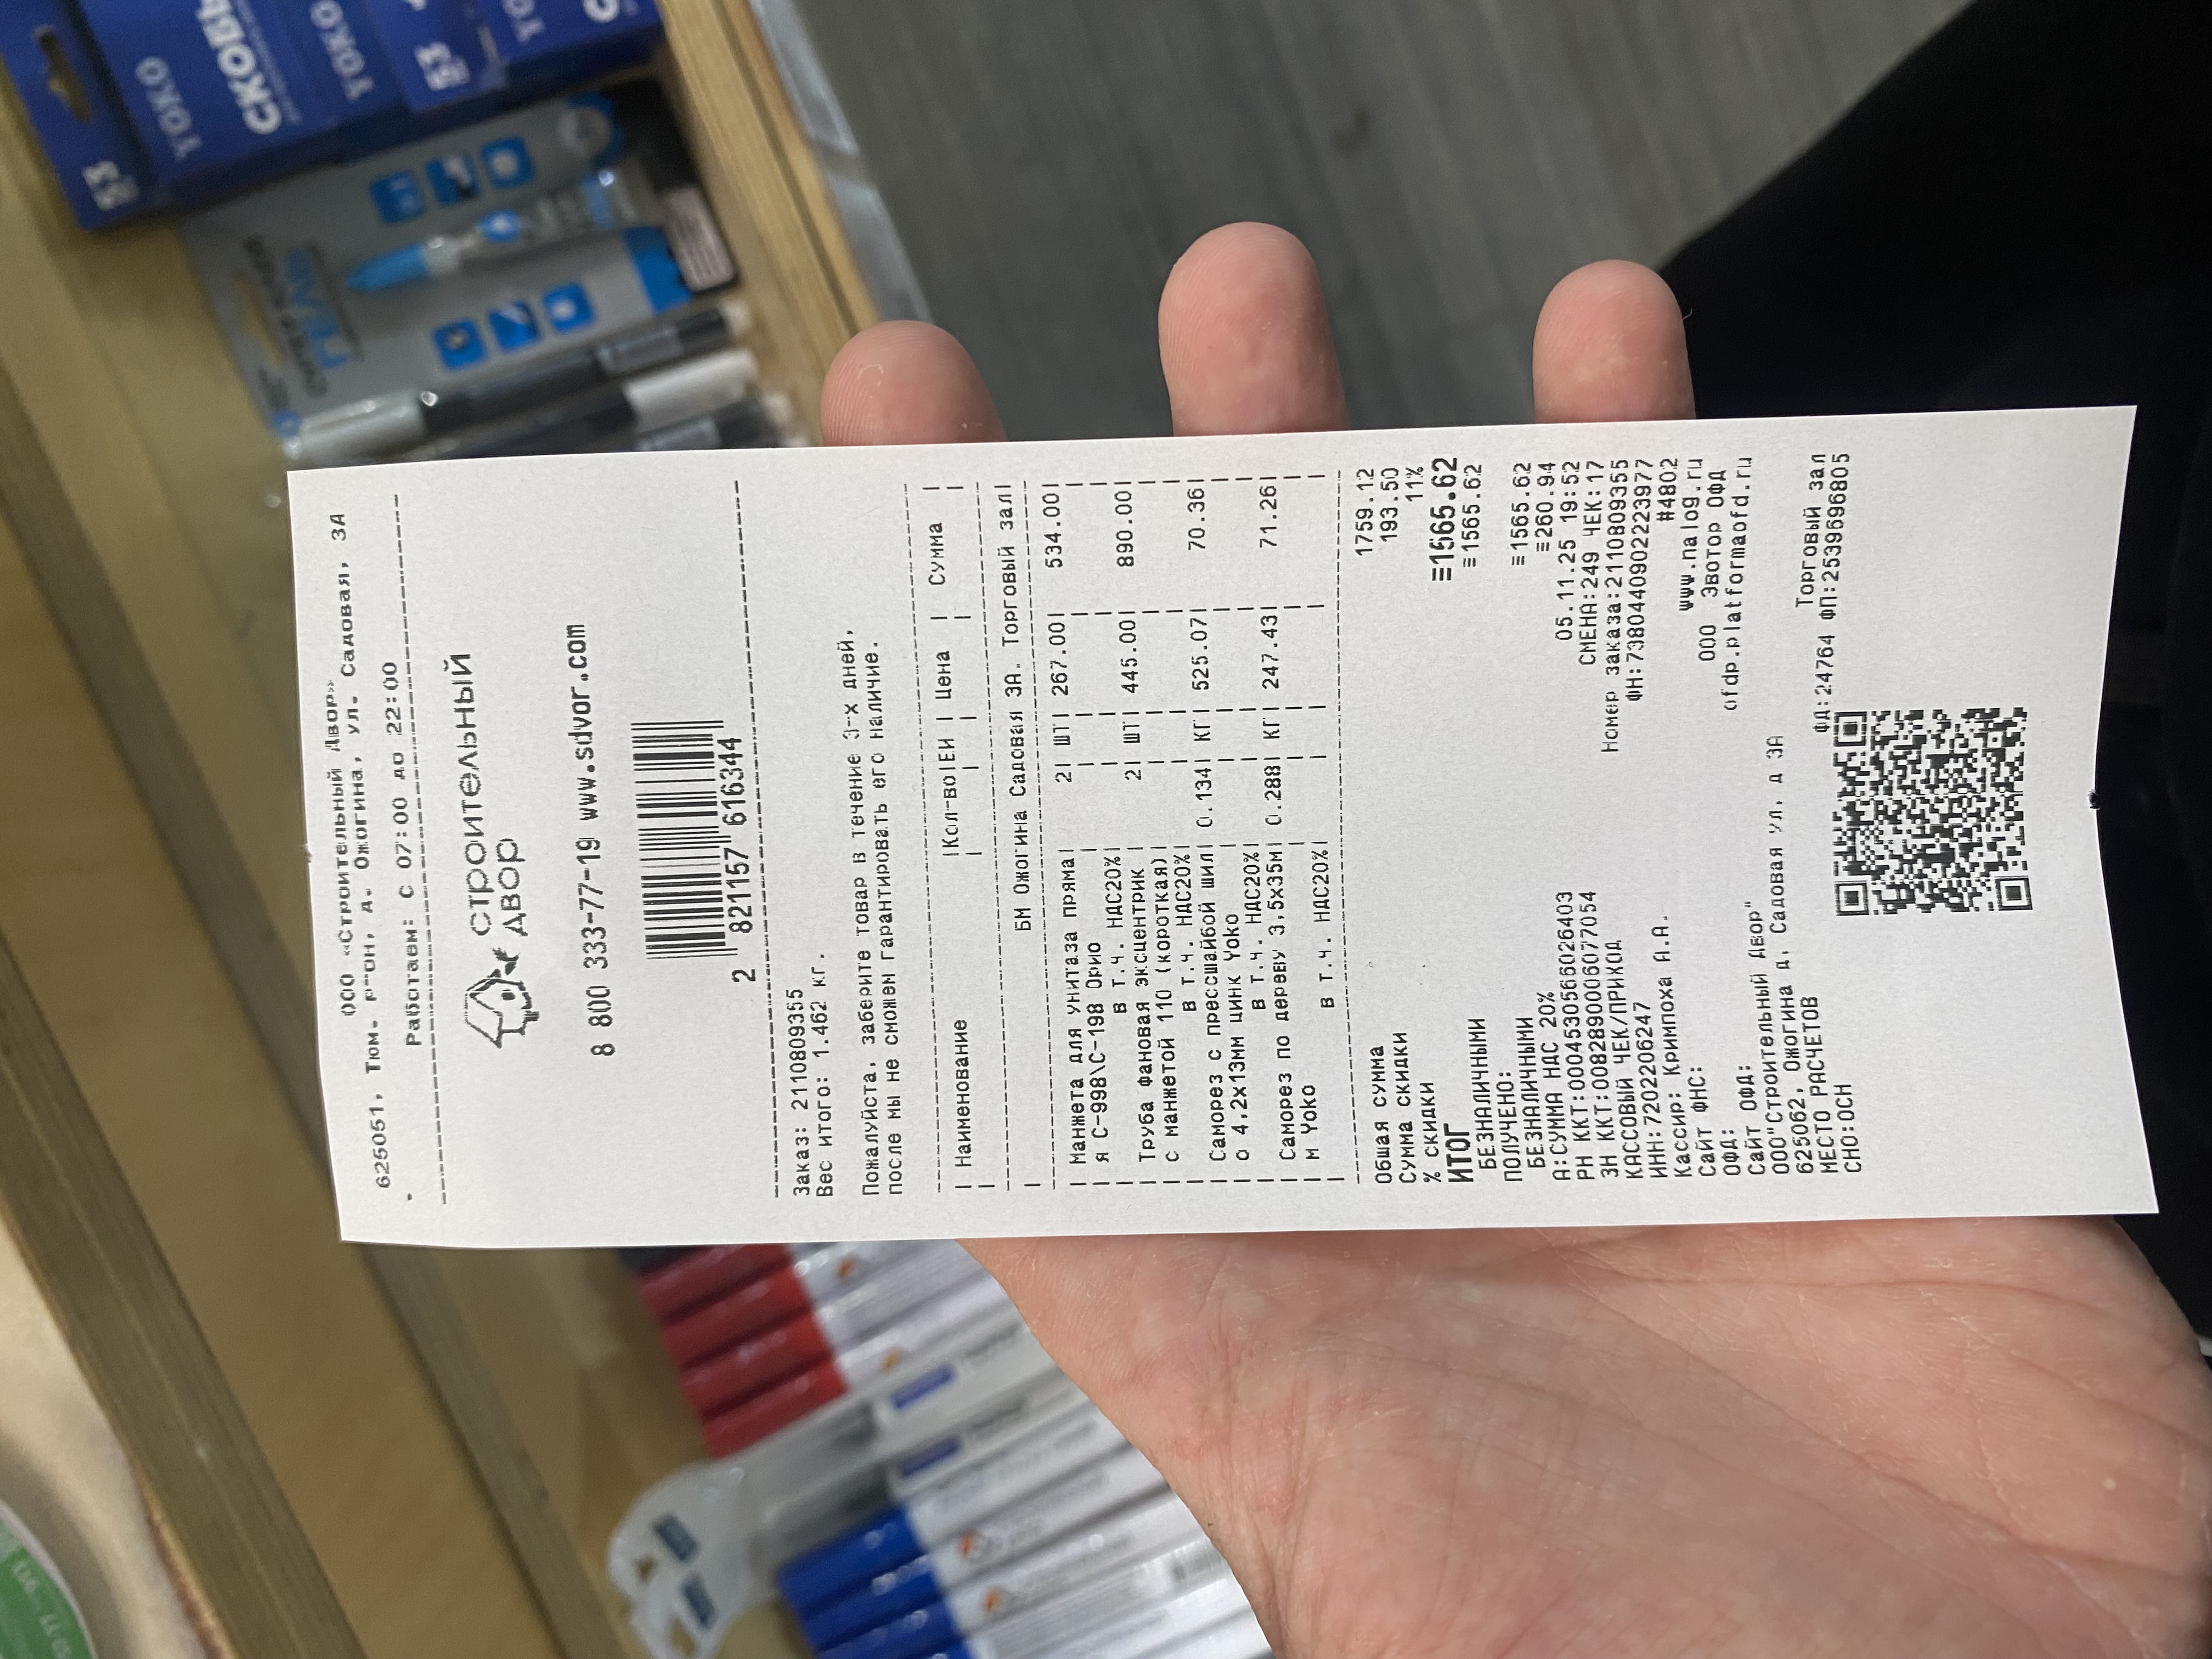 ООО «Строительный Двор»
625051, Тюм. р-он, д. Ожогина, ул. Садовая, 3А
.
Работаем: С 07:00 до 22:00
СТРОИТЕЛЬНЫЙ
ДВОР
8 800 333-77-19 www.sdvor.com
2 821157 616344
Заказ: 2110809355
Вес итого: 1.462 кг.
Пожалуйста, заберите товар в течение 3-х дней,
после мы не сможем гарантировать его наличие.
| Наименование |Кол-во|ЕИ | Цена | Сумма |
| БМ Ожогина Садовая 3А. Торговый зал|
| Манжета для унитаза пряма| 2| ШТ| 267.00| 534.00|
| я С-998\С-198 Орио | | | | |
| в т.ч. НДС20%| | | | |
| Труба фановая эксцентрик | 2| ШТ| 445.00| 890.00|
| с манжетой 110 (короткая)| | | | |
| в т.ч. НДС20%| | | | |
| Саморез с прессшайбой шил| 0.134| КГ| 525.07| 70.36|
| о 4,2х13мм цинк Yoko | | | | |
| в т.ч. НДС20%| | | | |
| Саморез по дереву 3,5х35м| 0.288| КГ| 247.43| 71.26|
| м Yoko | | | | |
| в т.ч. НДС20%| | | | |
Общая сумма 1759.12
Сумма скидки 193.50
% скидки 11%
ИТОГ ≡1565.62
БЕЗНАЛИЧНЫМИ ≡1565.62
ПОЛУЧЕНО:
БЕЗНАЛИЧНЫМИ ≡1565.62
А:СУММА НДС 20% ≡260.94
РН ККТ:0004530566026403 05.11.25 19:52
ЗН ККТ:00828900060770​54 СМЕНА:249 ЧЕК:17
КАССОВЫЙ ЧЕК/ПРИХОД Номер заказа:2110809355
ИНН:7202206247 ФН:7380440902223977
Кассир: Кримпоха А.А. #4802
Сайт ФНС: www.nalog.ru
ОФД: ООО Эвотор ОФД
Сайт ОФД: ofdp.platformaofd.ru
ООО"Строительный Двор"
625062, Ожогина д, Садовая ул, д 3А
МЕСТО РАСЧЕТОВ Торговый зал
СНО:ОСН ФД:24764 ФП:2539696805
YOKO
СКОБЫ
YOKO
YOKO
53
53